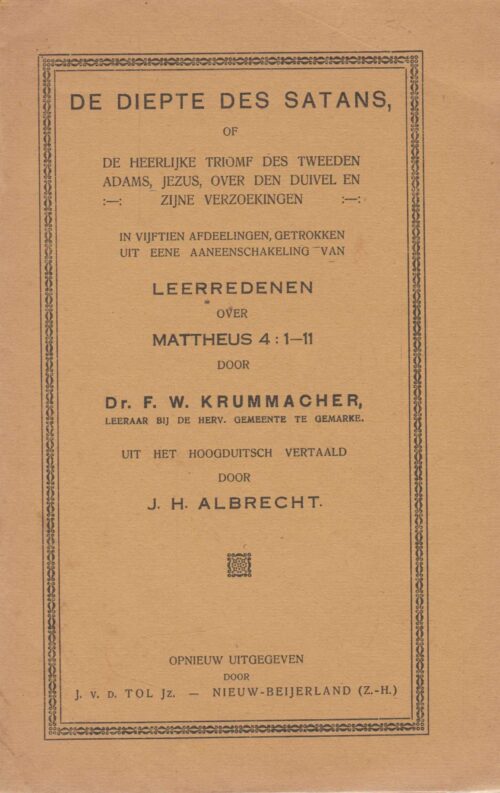 DE DIEPTE DES SATANS,
OF
DE HEERLIJKE TRIOMF DES TWEEDEN
ADAMS, JEZUS, OVER DEN DUIVEL EN
:—: ZIJNE VERZOEKINGEN :—:
IN VIJFTIEN AFDEELINGEN, GETROKKEN
UIT EENE AANEENSCHAKELING VAN
LEERREDENEN
OVER
MATTHEUS 4 : 1—11
DOOR
Dr. F. W. KRUMMACHER,
LEERAAR BIJ DE HERV. GEMEENTE TE GEMARKE.
UIT HET HOOGDUITSCH VERTAALD
DOOR
J. H. ALBRECHT.
OPNIEUW UITGEGEVEN
DOOR
J. V. D. TOL Jz. — NIEUW-BEIJERLAND (Z.-H.)